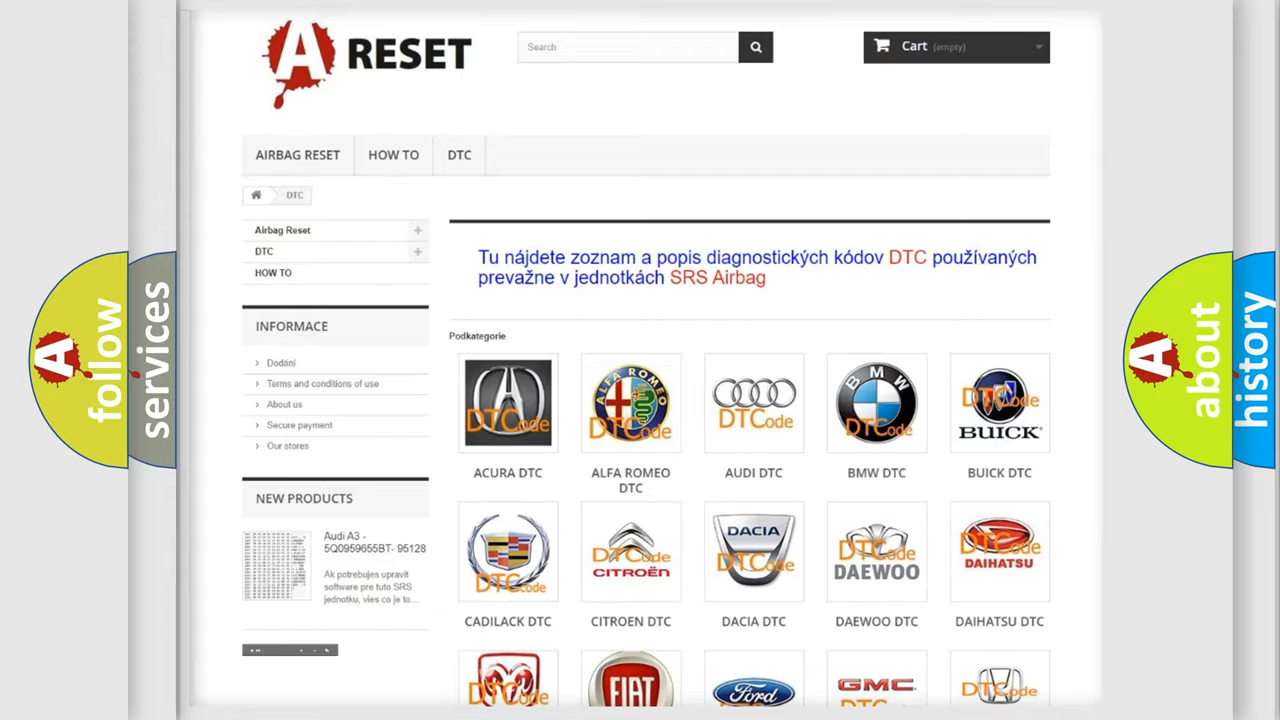 A RESET
Search
Cart (empty)
AIRBAG RESET
HOW TO
DTC
DTC
Airbag Reset
DTC
HOW TO
Tu nájdete zoznam a popis diagnostických kódov DTC používaných
prevažne v jednotkách SRS Airbag
INFORMACE
Dodání
Terms and conditions of use
About us
Secure payment
Our stores
NEW PRODUCTS
Audi A3 -
5Q0959655BT- 95128
Ak potrebujes upravit
software pre tuto SRS
jednotku, vies co je to...
Podkategorie
DTCode
ALFA ROMEO
DTCode
DTCode
BMW
DTCode
DTCode
BUICK
ACURA DTC
ALFA ROMEO
DTC
AUDI DTC
BMW DTC
BUICK DTC
DTCode
DTCode
CITROËN
DACIA
DTCode
DTCode
DAEWOO
DTCode
DAIHATSU
CADILACK DTC
CITROEN DTC
DACIA DTC
DAEWOO DTC
DAIHATSU DTC
DTCode
FIAT
Ford
GMC
DTCode
A
follow
services
A
about
history